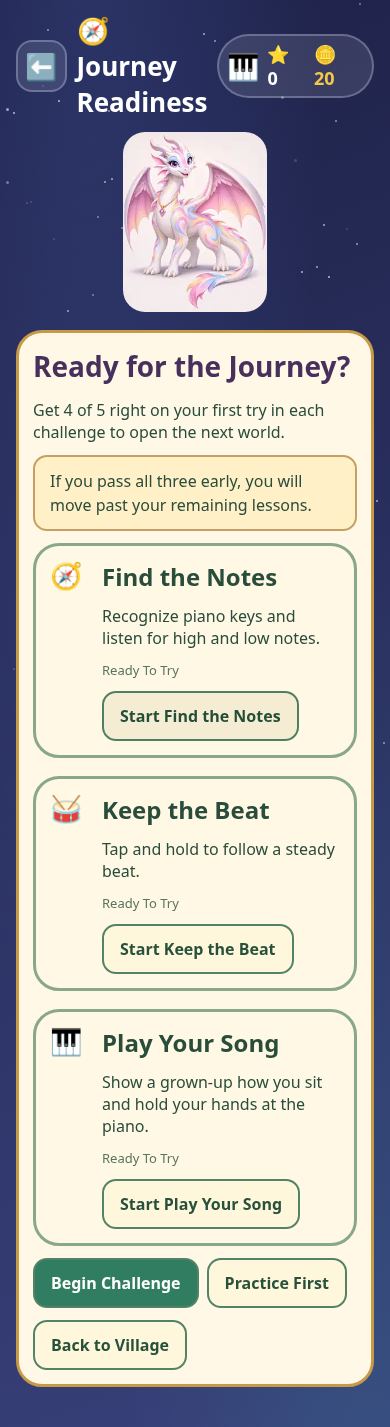 Journey
Readiness
0
20
Ready for the Journey?
Get 4 of 5 right on your first try in each
challenge to open the next world.
If you pass all three early, you will
move past your remaining lessons.
Find the Notes
Recognize piano keys and
listen for high and low notes.
Ready To Try
Start Find the Notes
Keep the Beat
Tap and hold to follow a steady
beat.
Ready To Try
Start Keep the Beat
Play Your Song
Show a grown-up how you sit
and hold your hands at the
piano.
Ready To Try
Start Play Your Song
Begin Challenge
Practice First
Back to Village